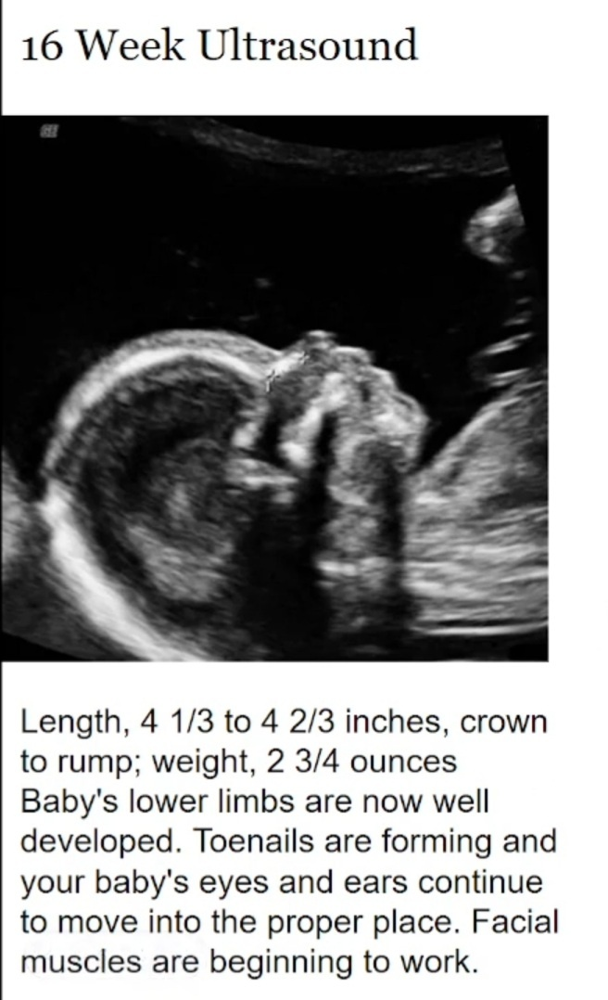 16 Week Ultrasound
GE
Length, 4 1/3 to 4 2/3 inches, crown
to rump; weight, 2 3/4 ounces
Baby's lower limbs are now well
developed. Toenails are forming and
your baby's eyes and ears continue
to move into the proper place. Facial
muscles are beginning to work.